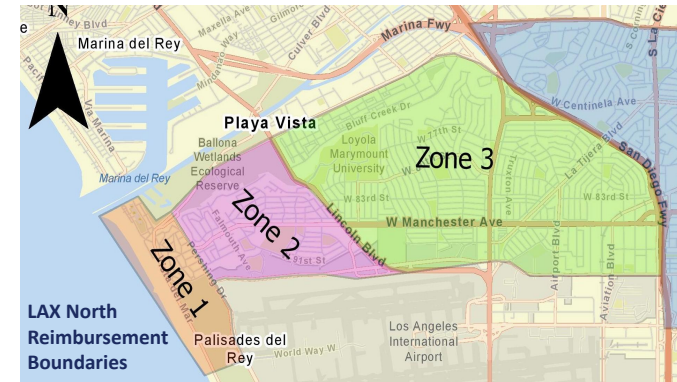 N
Marina del Rey
Maxella Ave
Culver Blvd
Mindanao Way
Marina Fwy
Via Marina
Playa Vista
Bluff Creek Dr
W Centinela Ave
Ballona
Wetlands
Ecological
Reserve
Loyola
Marymount
University
W 77th St
Zone 3
La Tijera Blvd
San Diego Fwy
Truxton Ave
Marina del Rey
W 83rd St
W 83rd St
Zone 2
Lincoln Blvd
W Manchester Ave
Falmouth Ave
91st St
Pershing Dr
Zone 1
del Mar
Airport Blvd
Aviation Blvd
LAX North
Reimbursement
Boundaries
Palisades del
Rey
World Way W
Los Angeles
International
Airport